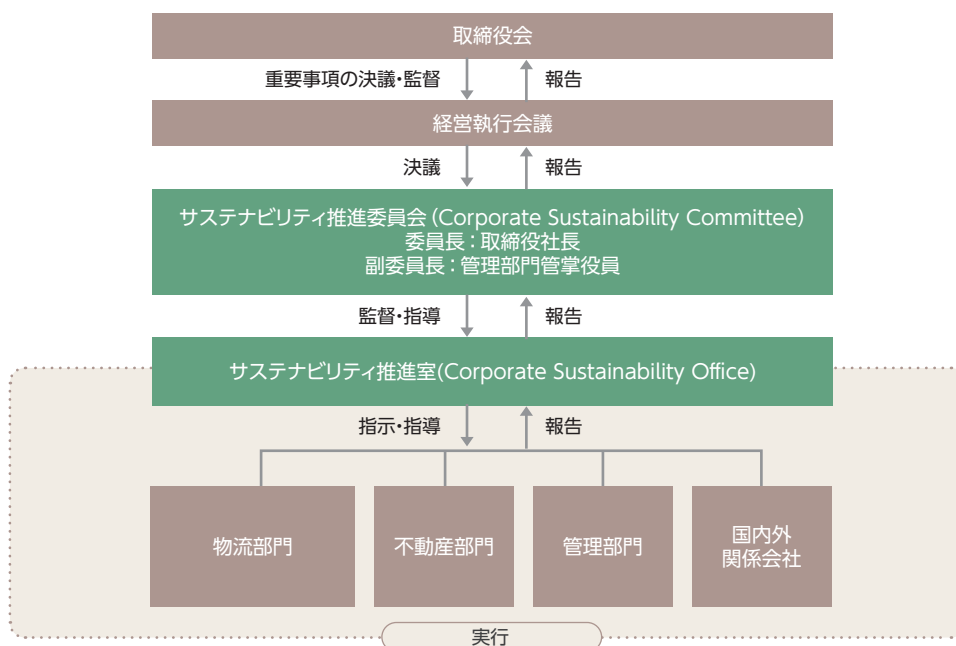 取締役会
重要事項の決議・監督
報告
経営執行会議
決議
報告
サステナビリティ推進委員会(Corporate Sustainability Committee)
委員長：取締役社長
副委員長：管理部門管掌役員
監督・指導
報告
サステナビリティ推進室(Corporate Sustainability Office)
指示・指導
報告
物流部門
不動産部門
管理部門
国内外
関係会社
実行